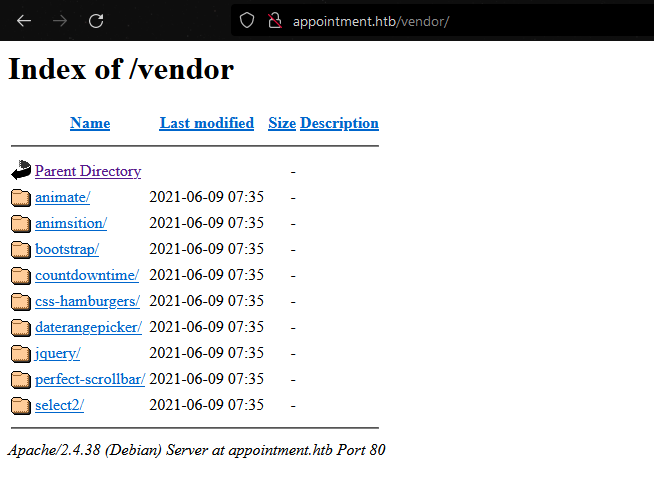 appointment.htb/vendor/
Index of /vendor
Name Last modified Size Description
Parent Directory -
animate/ 2021-06-09 07:35 -
animsition/ 2021-06-09 07:35 -
bootstrap/ 2021-06-09 07:35 -
countdowntime/ 2021-06-09 07:35 -
css-hamburgers/ 2021-06-09 07:35 -
daterangepicker/ 2021-06-09 07:35 -
jquery/ 2021-06-09 07:35 -
perfect-scrollbar/ 2021-06-09 07:35 -
select2/ 2021-06-09 07:35 -
Apache/2.4.38 (Debian) Server at appointment.htb Port 80